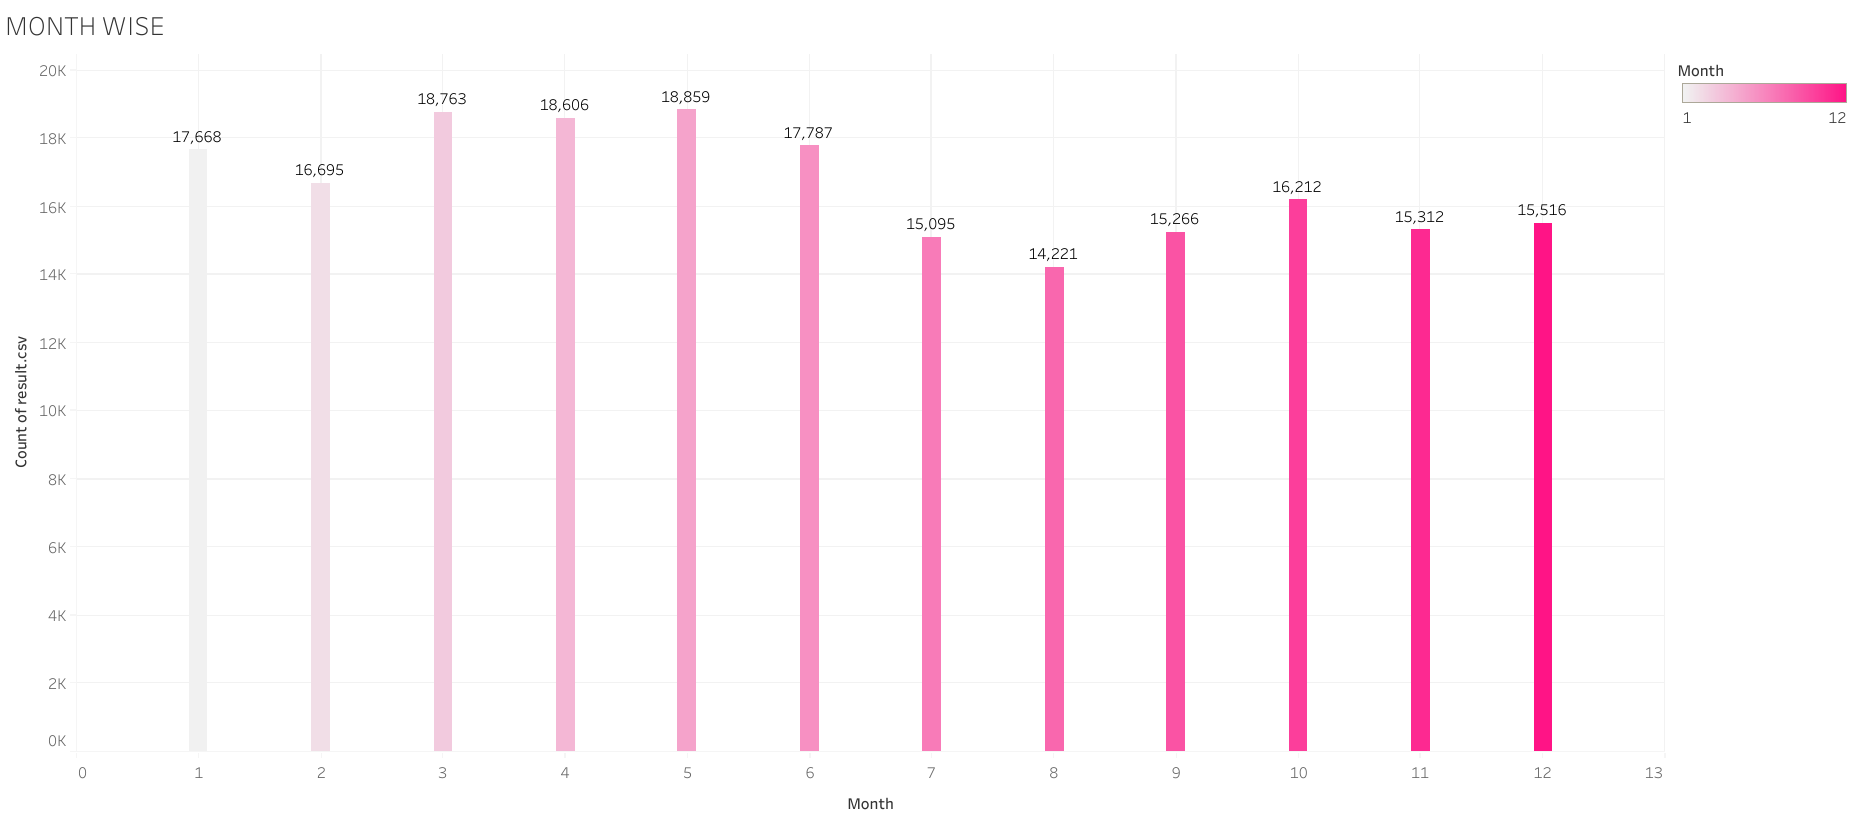 MONTH WISE
Month
1 12
20K
18K
16K
14K
12K
10K
8K
6K
4K
2K
0K
Count of result.csv
17,668
16,695
18,763
18,606
18,859
17,787
15,095
14,221
15,266
16,212
15,312
15,516
0 1 2 3 4 5 6 7 8 9 10 11 12 13
Month